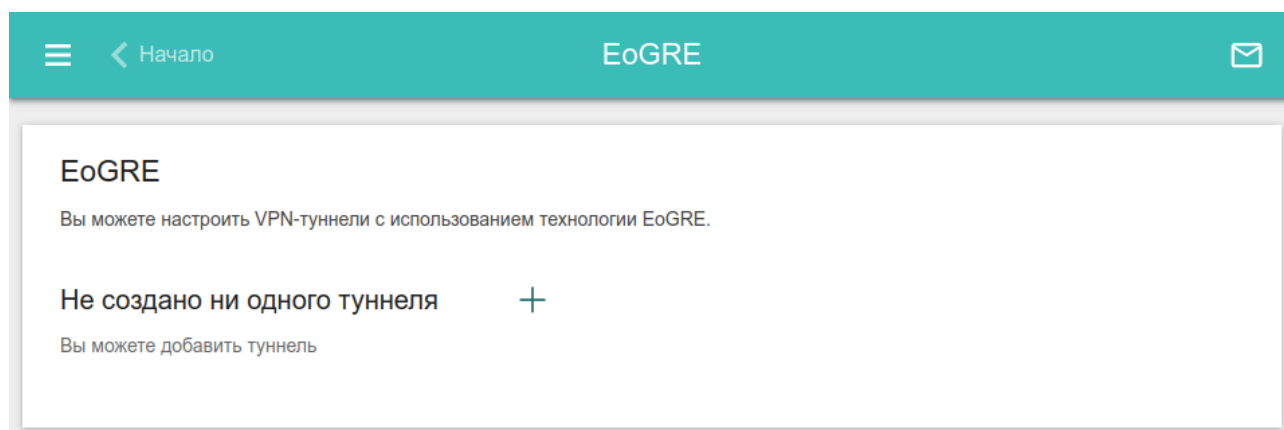 Начало
EoGRE
EoGRE
Вы можете настроить VPN-туннели с использованием технологии EoGRE.
Не создано ни одного туннеля
Вы можете добавить туннель